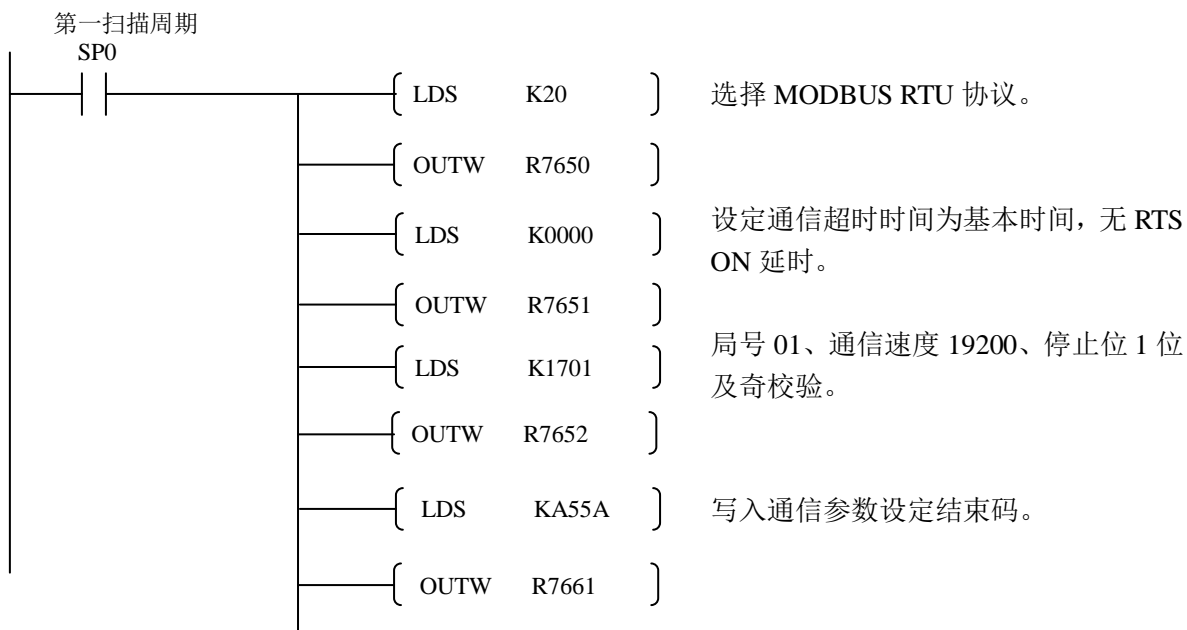 第一扫描周期
SP0
LDS K20 选择 MODBUS RTU 协议。
OUTW R7650
LDS K0000 设定通信超时时间为基本时间，无 RTS
ON 延时。
OUTW R7651
LDS K1701 局号 01、通信速度 19200、停止位 1 位
及奇校验。
OUTW R7652
LDS KA55A 写入通信参数设定结束码。
OUTW R7661